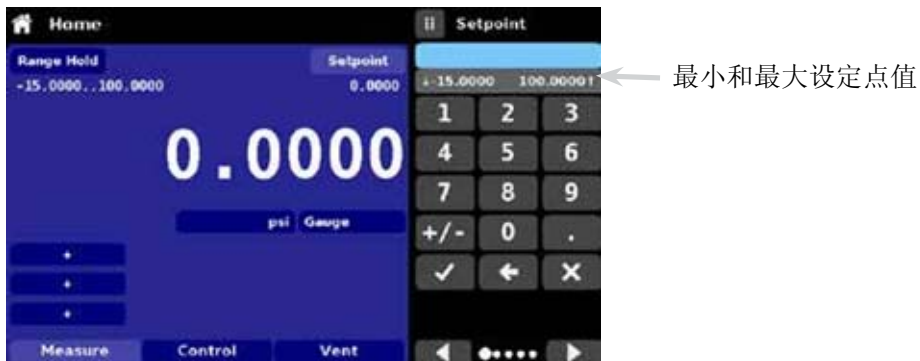 Home
Range Hold
Setpoint
-15.0000..100.0000
0.0000
0.0000
psi Gauge
+
+
+
Measure Control Vent
Setpoint
↓-15.0000 100.0000↑
1 2 3
4 5 6
7 8 9
+/- 0 .
最小和最大设定点值